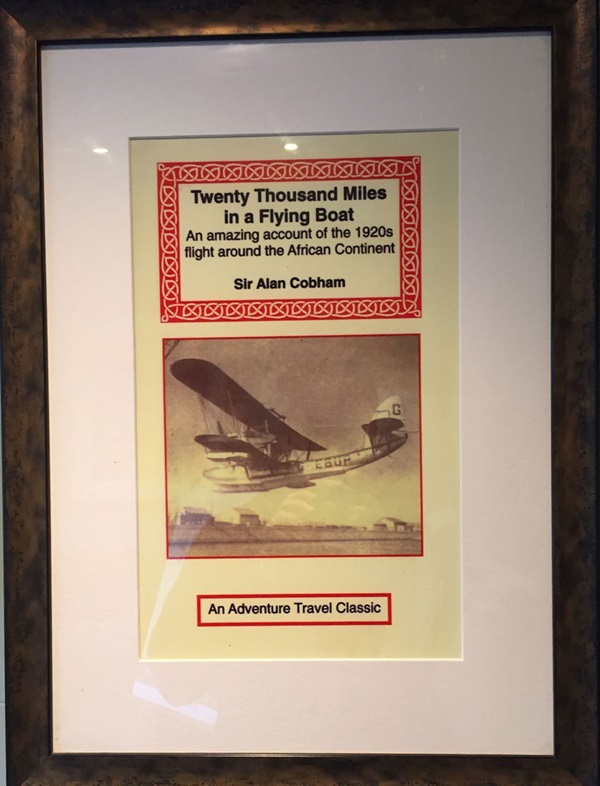 Twenty Thousand Miles
in a Flying Boat
An amazing account of the 1920s
flight around the African Continent
Sir Alan Cobham
G
EBUP
An Adventure Travel Classic